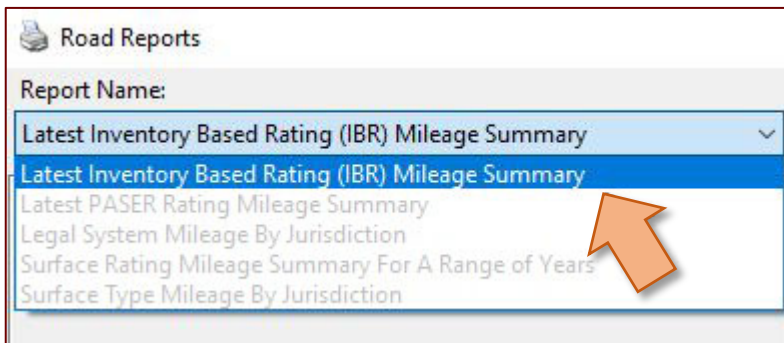 Road Reports
Report Name:
Latest Inventory Based Rating (IBR) Mileage Summary
Latest Inventory Based Rating (IBR) Mileage Summary
Latest PASER Rating Mileage Summary
Legal System Mileage By Jurisdiction
Surface Rating Mileage Summary For A Range of Years
Surface Type Mileage By Jurisdiction